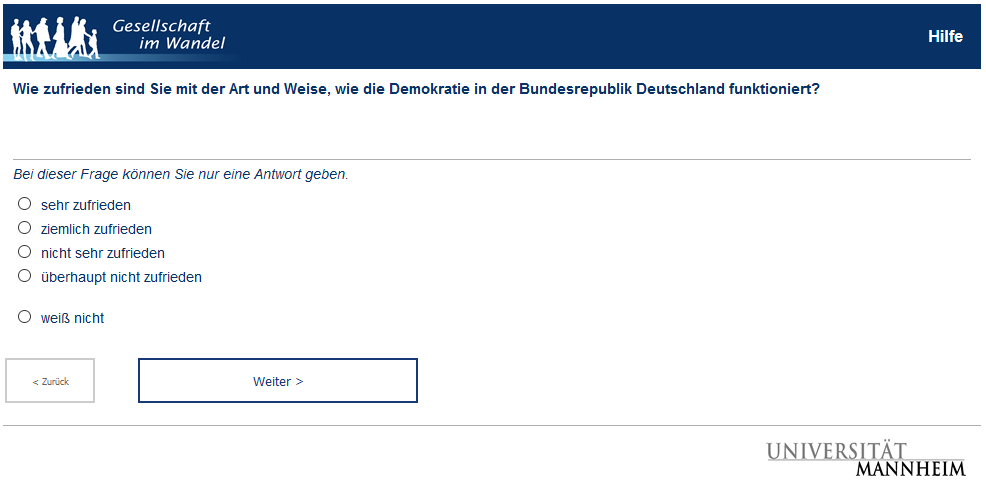 Gesellschaft
im Wandel
Hilfe
Wie zufrieden sind Sie mit der Art und Weise, wie die Demokratie in der Bundesrepublik Deutschland funktioniert?
Bei dieser Frage können Sie nur eine Antwort geben.
sehr zufrieden
ziemlich zufrieden
nicht sehr zufrieden
überhaupt nicht zufrieden
weiß nicht
< Zurück
Weiter >
UNIVERSITÄT
MANNHEIM